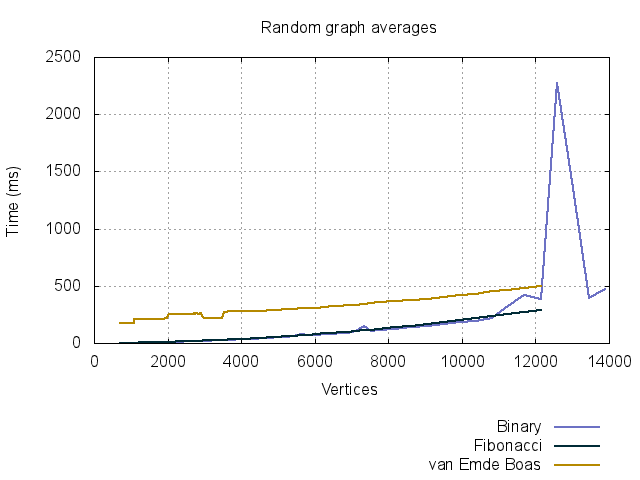 Random graph averages
2500
2000
1500
1000
500
0
Time (ms)
0 2000 4000 6000 8000 10000 12000 14000
Vertices
Binary
Fibonacci
van Emde Boas